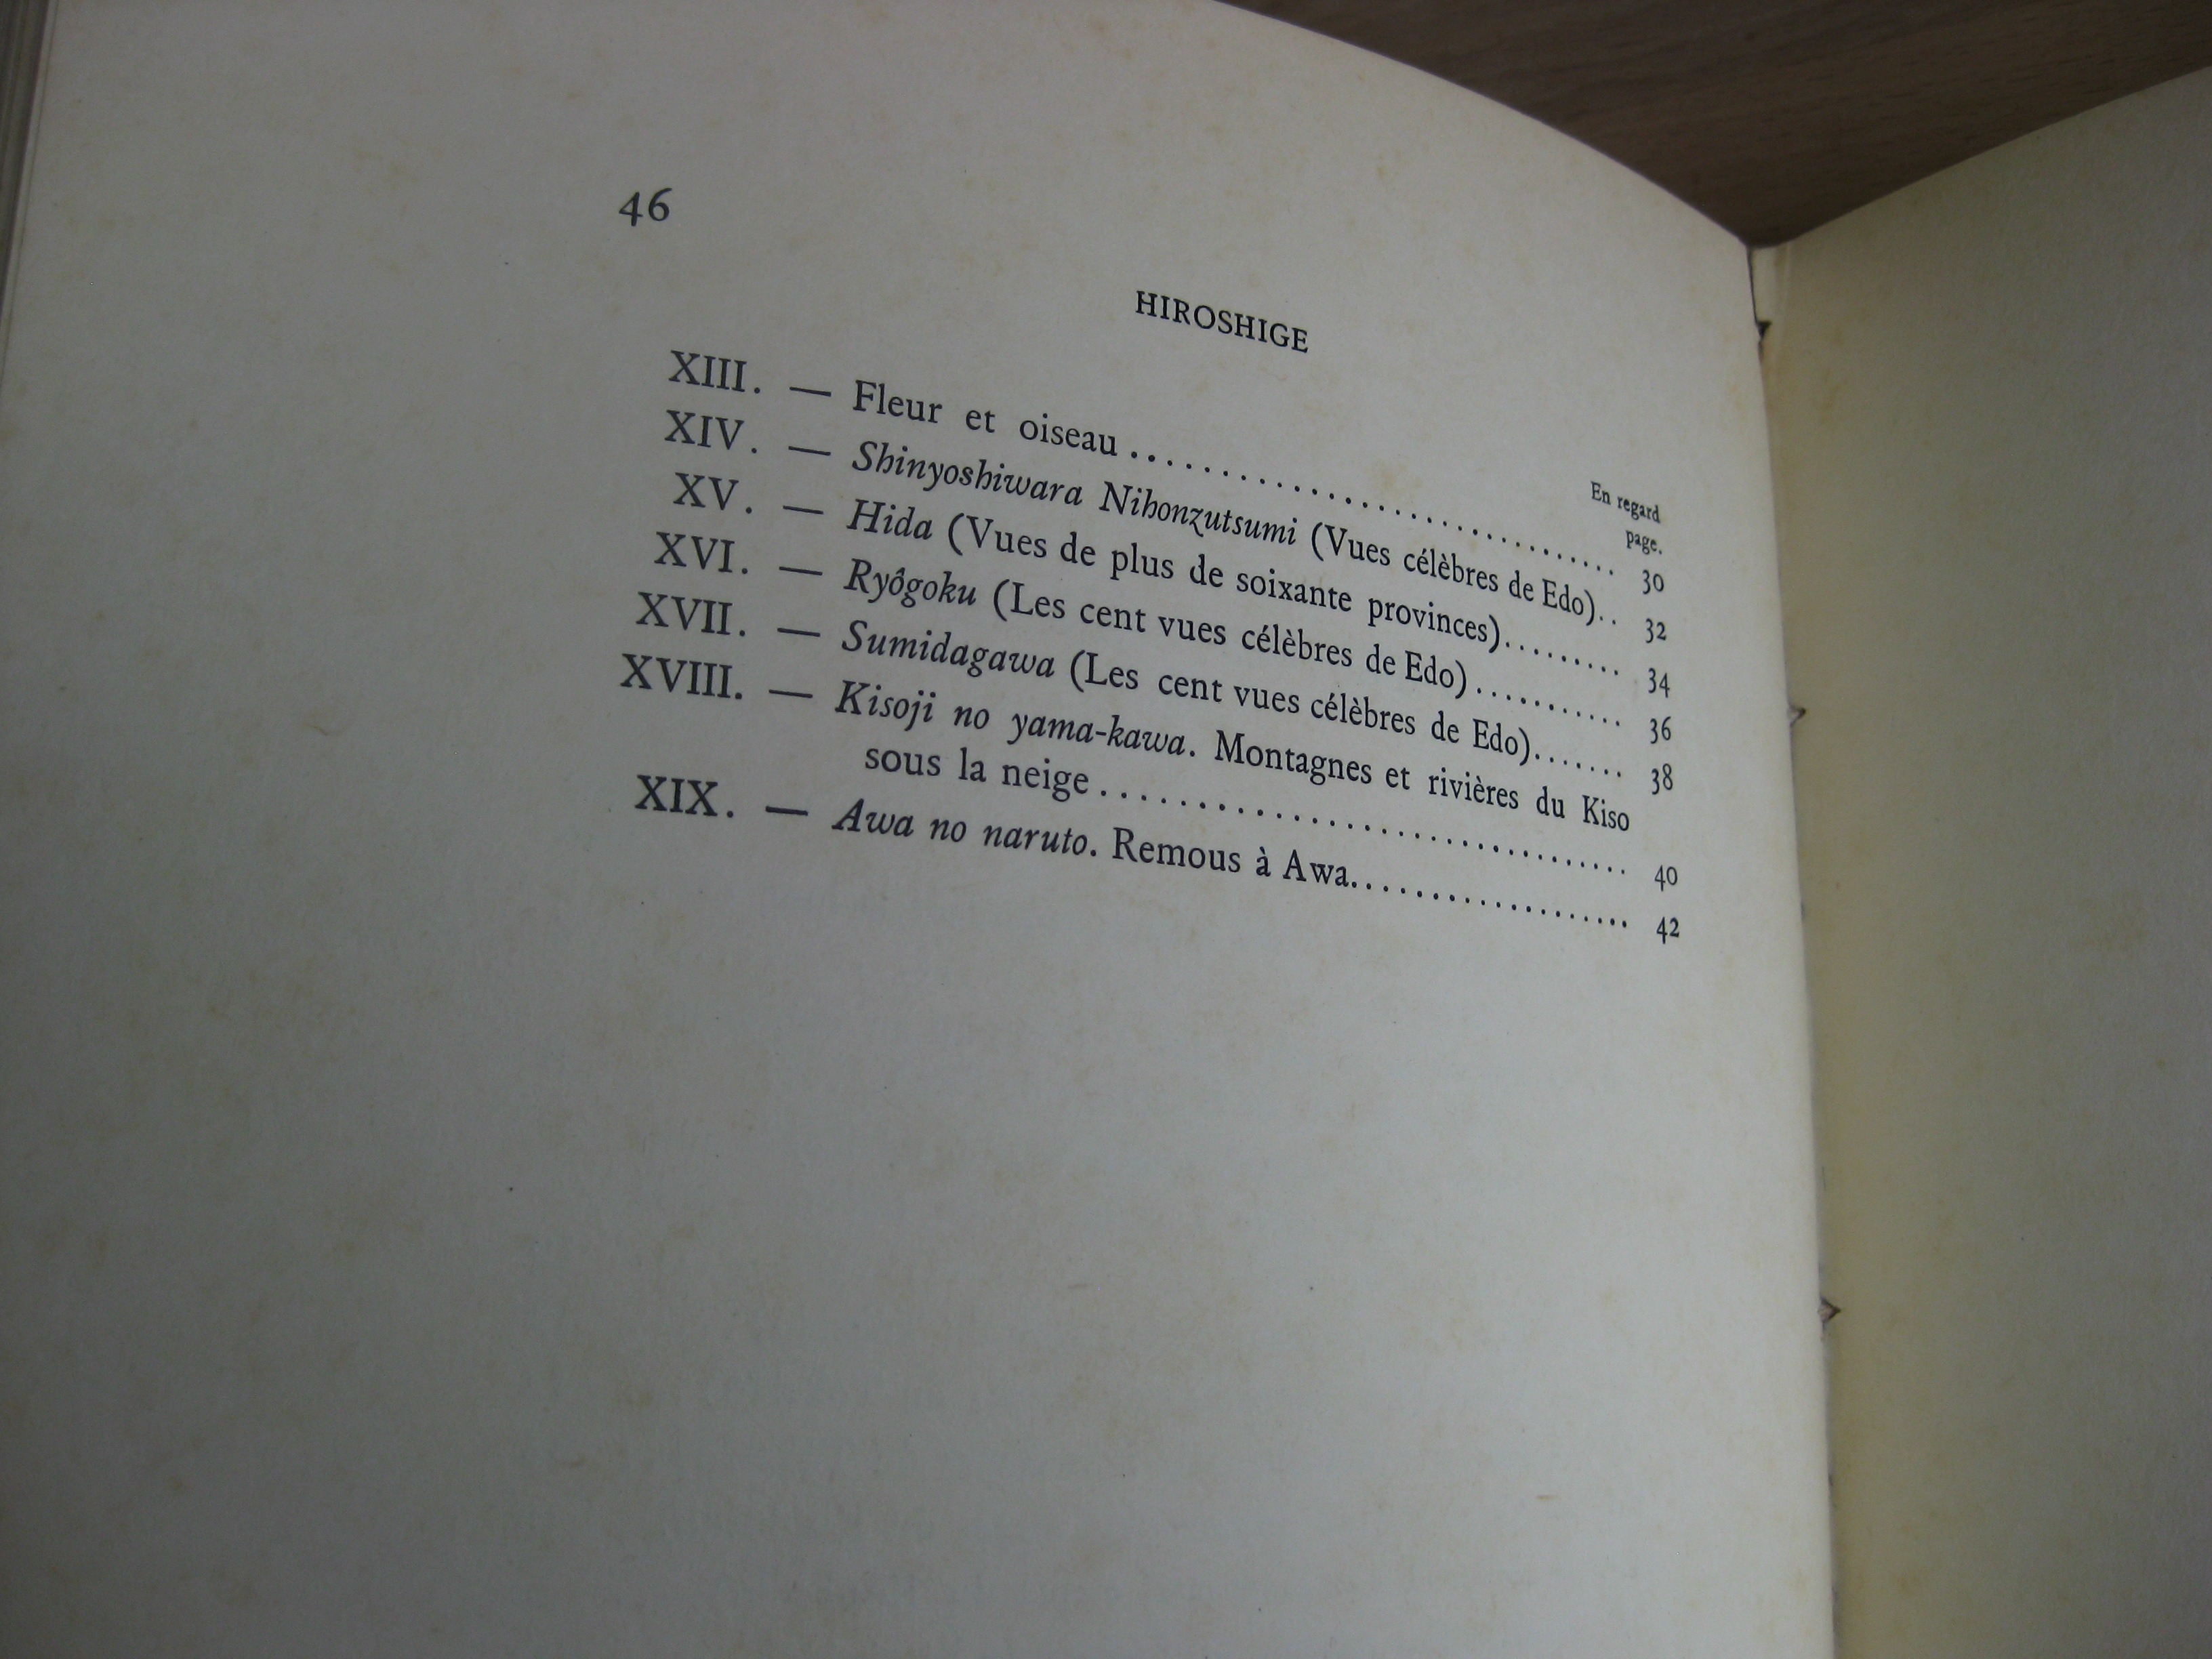 46
HIROSHIGE
En regard
page.
XIII. — Fleur et oiseau .............................. 30
XIV. — Shinyoshiwara Nihonzutsumi (Vues célèbres de Edo).. 32
XV. — Hida (Vues de plus de soixante provinces)......... 34
XVI. — Ryôgoku (Les cent vues célèbres de Edo)........... 36
XVII. — Sumidagawa (Les cent vues célèbres de Edo)....... 38
XVIII. — Kisoji no yama-kawa. Montagnes et rivières du Kiso
sous la neige .............................. 40
XIX. — Awa no naruto. Remous à Awa................... 42